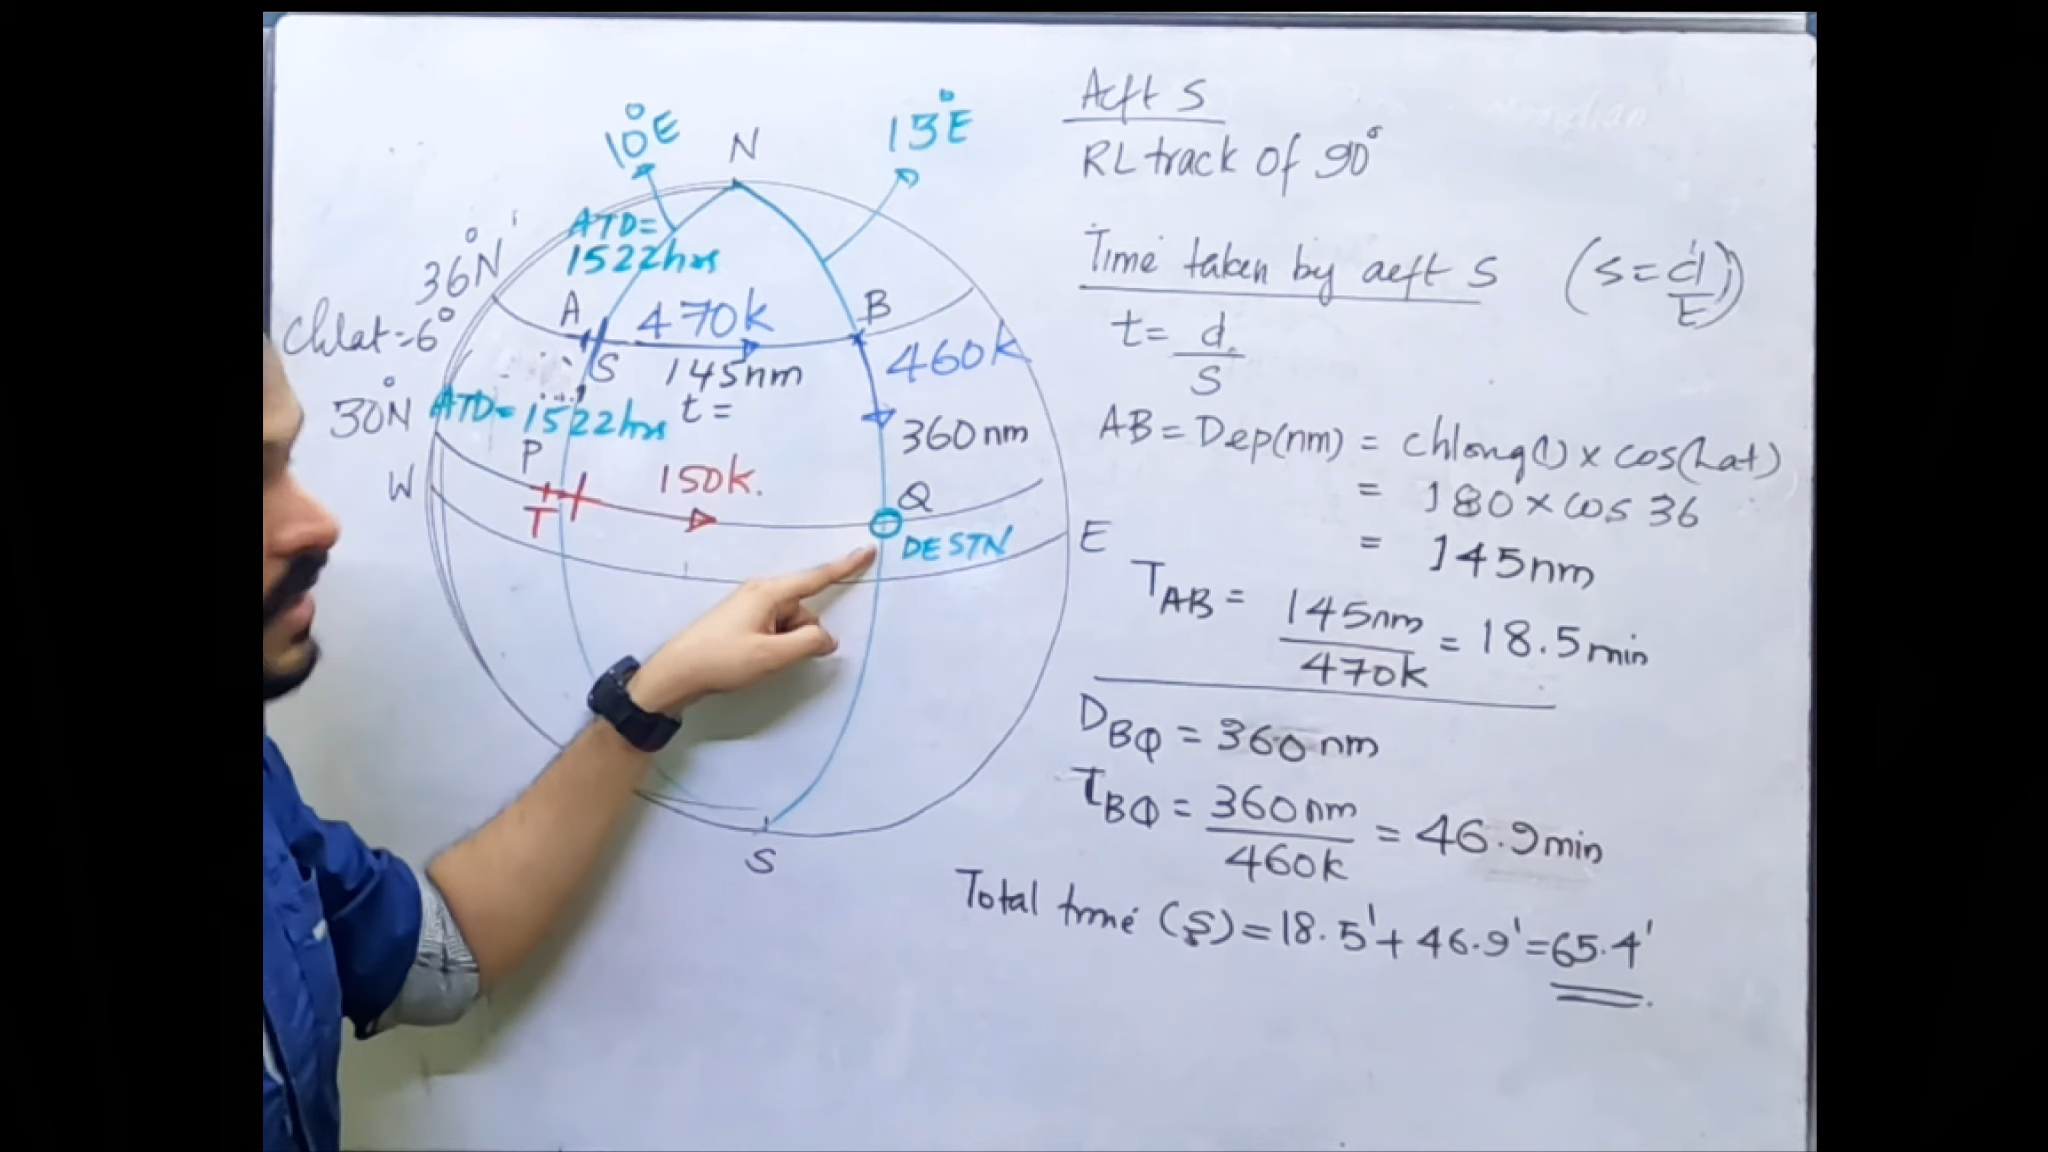 10°E
N
13°E
36°N
ATD=
1522hrs
A
470k
B
Chlat=6°
S
145nm
460k
30°N
ATD=1522hrs
t=
360nm
P
150k.
Q
W
T
DESTN
E
S
Acft S
RL track of 90°
Time taken by acft S (s=d/t)
t= d/S
AB = Dep(nm) = chlong(') x cos(Lat)
= 180 x cos 36
= 145nm
TAB = 145nm/470k = 18.5min
DBQ = 360nm
TBQ = 360nm/460k = 46.9min
Total time (S) = 18.5' + 46.9' = 65.4'